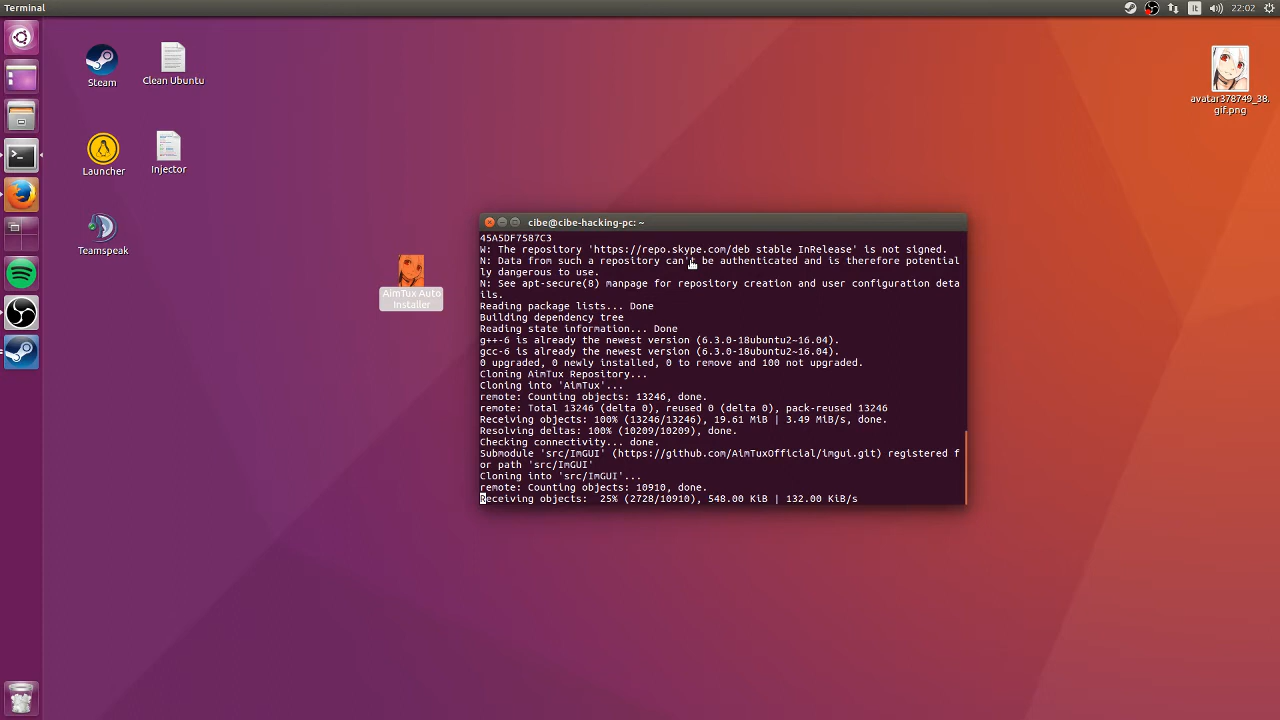 Terminal
It
22:02
Steam
Clean Ubuntu
Launcher
Injector
Teamspeak
AimTux Auto
Installer
avatar378749_38.
gif.png
cibe@cibe-hacking-pc: ~
45A5DF7587C3
W: The repository 'https://repo.skype.com/deb stable InRelease' is not signed.
N: Data from such a repository can't be authenticated and is therefore potential
ly dangerous to use.
N: See apt-secure(8) manpage for repository creation and user configuration deta
ils.
Reading package lists... Done
Building dependency tree
Reading state information... Done
g++-6 is already the newest version (6.3.0-18ubuntu2~16.04).
gcc-6 is already the newest version (6.3.0-18ubuntu2~16.04).
0 upgraded, 0 newly installed, 0 to remove and 100 not upgraded.
Cloning AimTux Repository...
Cloning into 'AimTux'...
remote: Counting objects: 13246, done.
remote: Total 13246 (delta 0), reused 0 (delta 0), pack-reused 13246
Receiving objects: 100% (13246/13246), 19.61 MiB | 3.49 MiB/s, done.
Resolving deltas: 100% (10209/10209), done.
Checking connectivity... done.
Submodule 'src/ImGUI' (https://github.com/AimTuxOfficial/imgui.git) registered f
or path 'src/ImGUI'
Cloning into 'src/ImGUI'...
remote: Counting objects: 10910, done.
Receiving objects:  25% (2728/10910), 548.00 KiB | 132.00 KiB/s